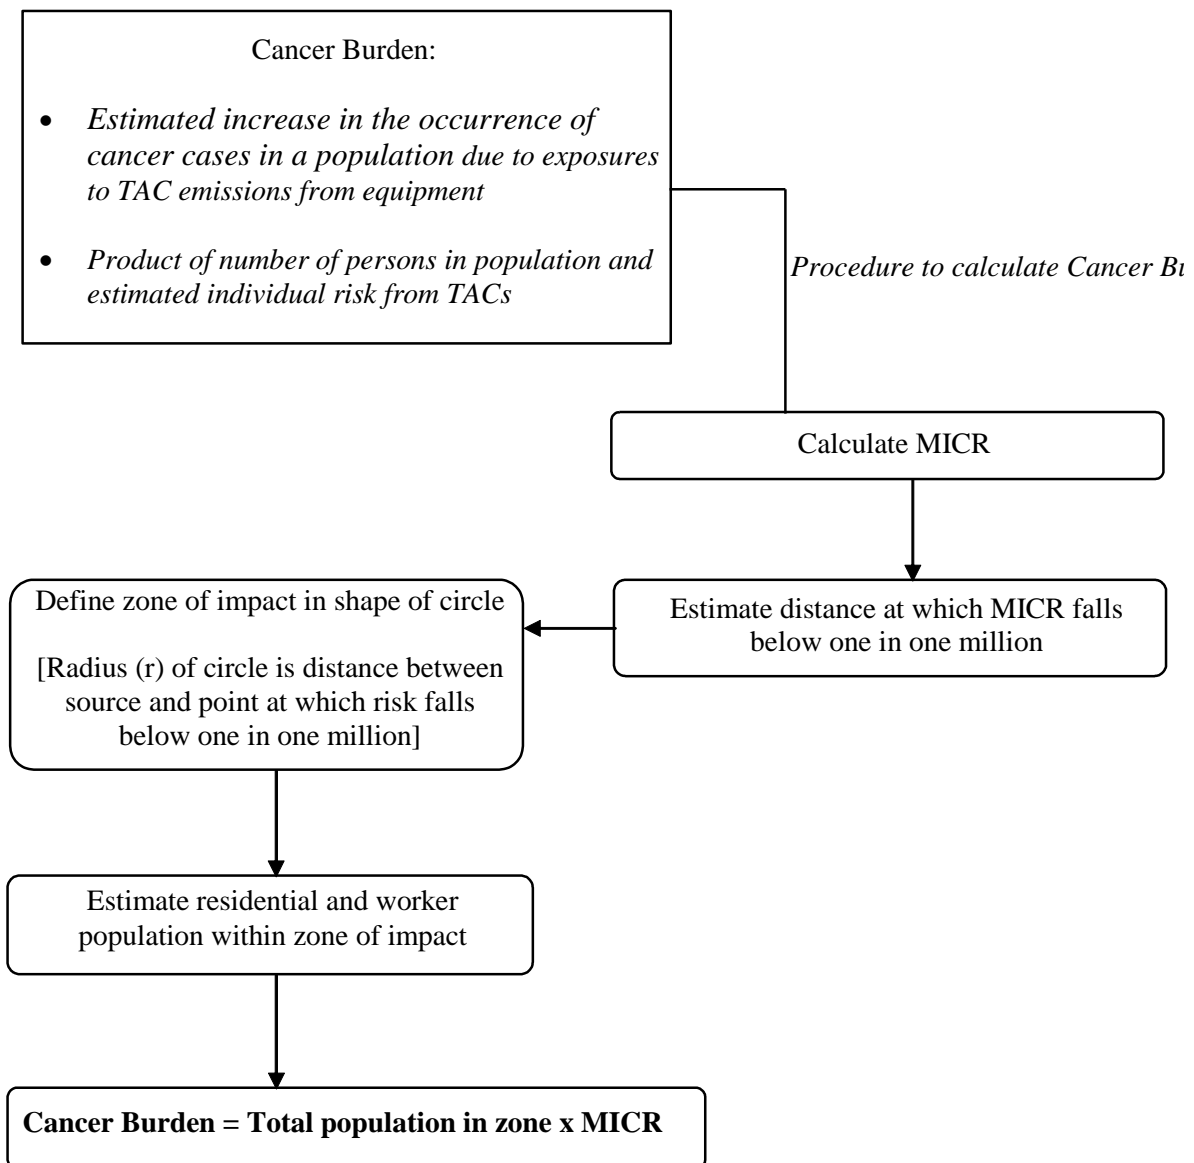 Cancer Burden:
• Estimated increase in the occurrence of
cancer cases in a population due to exposures
to TAC emissions from equipment
• Product of number of persons in population and
estimated individual risk from TACs
Procedure to calculate Cancer
Calculate MICR
Estimate distance at which MICR falls
below one in one million
Define zone of impact in shape of circle
[Radius (r) of circle is distance between
source and point at which risk falls
below one in one million]
Estimate residential and worker
population within zone of impact
Cancer Burden = Total population in zone x MICR